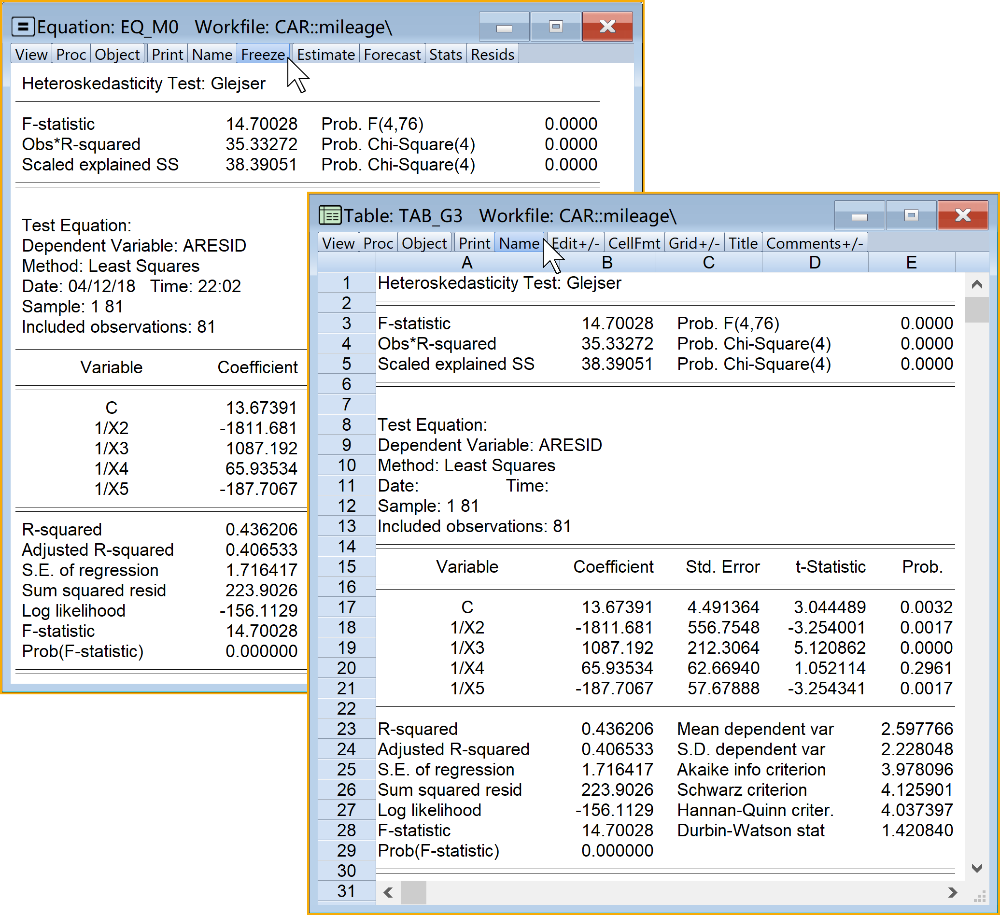 Equation: EQ_M0 Workfile: CAR::mileage\
View Proc Object Print Name Freeze Estimate Forecast Stats Resids
Heteroskedasticity Test: Glejser
F-statistic 14.70028 Prob. F(4,76) 0.0000
Obs*R-squared 35.33272 Prob. Chi-Square(4) 0.0000
Scaled explained SS 38.39051 Prob. Chi-Square(4) 0.0000
Test Equation:
Dependent Variable: ARESID
Method: Least Squares
Date: 04/12/18 Time: 22:02
Sample: 1 81
Included observations: 81
Variable Coefficient
C 13.67391
1/X2 -1811.681
1/X3 1087.192
1/X4 65.93534
1/X5 -187.7067
R-squared 0.436206
Adjusted R-squared 0.406533
S.E. of regression 1.716417
Sum squared resid 223.9026
Log likelihood -156.1129
F-statistic 14.70028
Prob(F-statistic) 0.000000
Table: TAB_G3 Workfile: CAR::mileage\
View Proc Object Print Name Edit+/- CellFmt Grid+/- Title Comments+/-
A B C D E
1 Heteroskedasticity Test: Glejser
2
3 F-statistic 14.70028 Prob. F(4,76) 0.0000
4 Obs*R-squared 35.33272 Prob. Chi-Square(4) 0.0000
5 Scaled explained SS 38.39051 Prob. Chi-Square(4) 0.0000
6
7
8 Test Equation:
9 Dependent Variable: ARESID
10 Method: Least Squares
11 Date: Time:
12 Sample: 1 81
13 Included observations: 81
14
15 Variable Coefficient Std. Error t-Statistic Prob.
16
17 C 13.67391 4.491364 3.044489 0.0032
18 1/X2 -1811.681 556.7548 -3.254001 0.0017
19 1/X3 1087.192 212.3064 5.120862 0.0000
20 1/X4 65.93534 62.66940 1.052114 0.2961
21 1/X5 -187.7067 57.67888 -3.254341 0.0017
22
23 R-squared 0.436206 Mean dependent var 2.597766
24 Adjusted R-squared 0.406533 S.D. dependent var 2.228048
25 S.E. of regression 1.716417 Akaike info criterion 3.978096
26 Sum squared resid 223.9026 Schwarz criterion 4.125901
27 Log likelihood -156.1129 Hannan-Quinn criter. 4.037397
28 F-statistic 14.70028 Durbin-Watson stat 1.420840
29 Prob(F-statistic) 0.000000
30
31